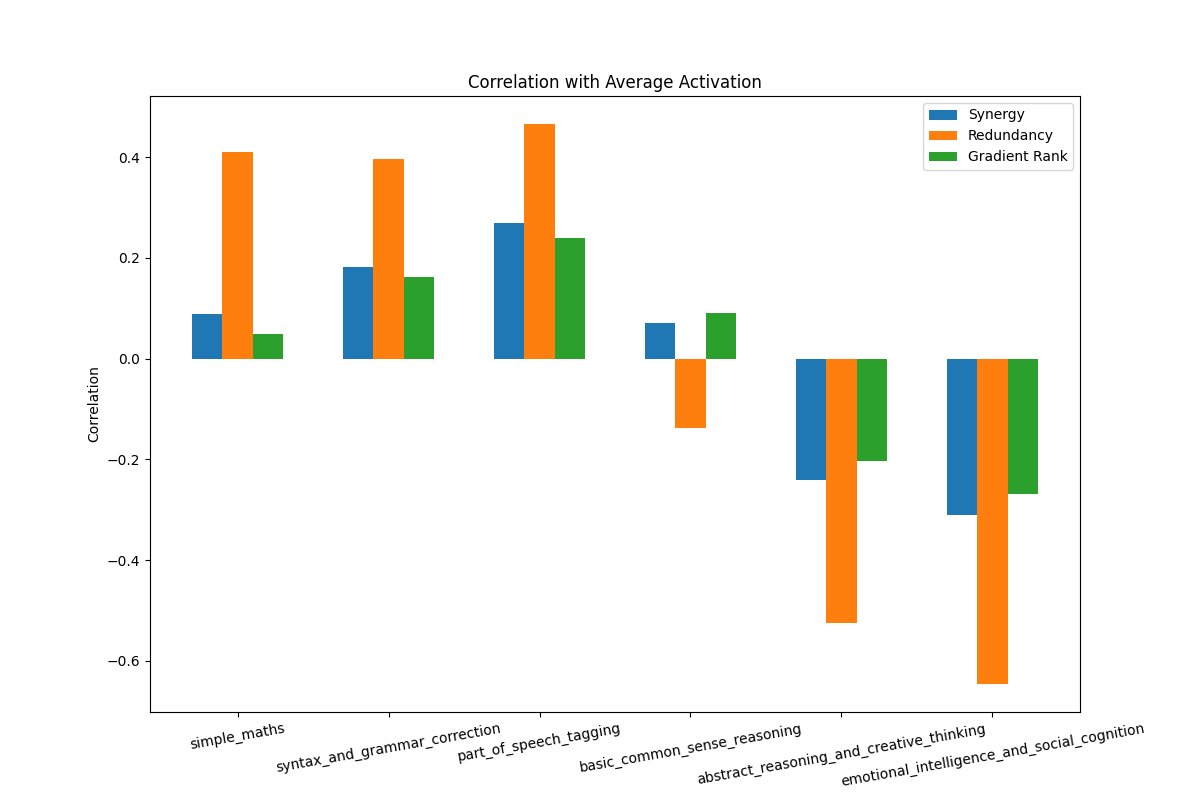 Correlation with Average Activation
Synergy
Redundancy
Gradient Rank
Correlation
0.4
0.2
0.0
−0.2
−0.4
−0.6
simple_maths
syntax_and_grammar_correction
part_of_speech_tagging
basic_common_sense_reasoning
abstract_reasoning_and_creative_thinking
emotional_intelligence_and_social_cognition